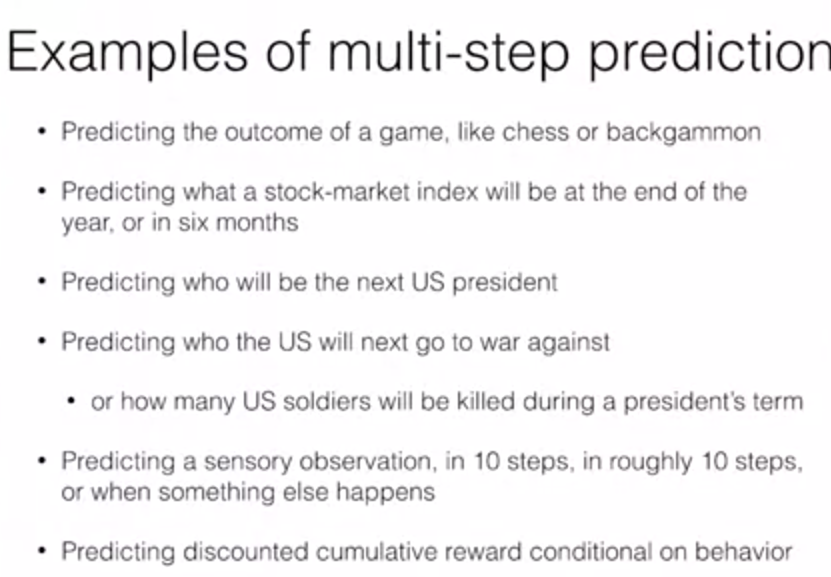 Examples of multi-step prediction
• Predicting the outcome of a game, like chess or backgammon
• Predicting what a stock-market index will be at the end of the
year, or in six months
• Predicting who will be the next US president
• Predicting who the US will next go to war against
• or how many US soldiers will be killed during a president's term
• Predicting a sensory observation, in 10 steps, in roughly 10 steps,
or when something else happens
• Predicting discounted cumulative reward conditional on behavior